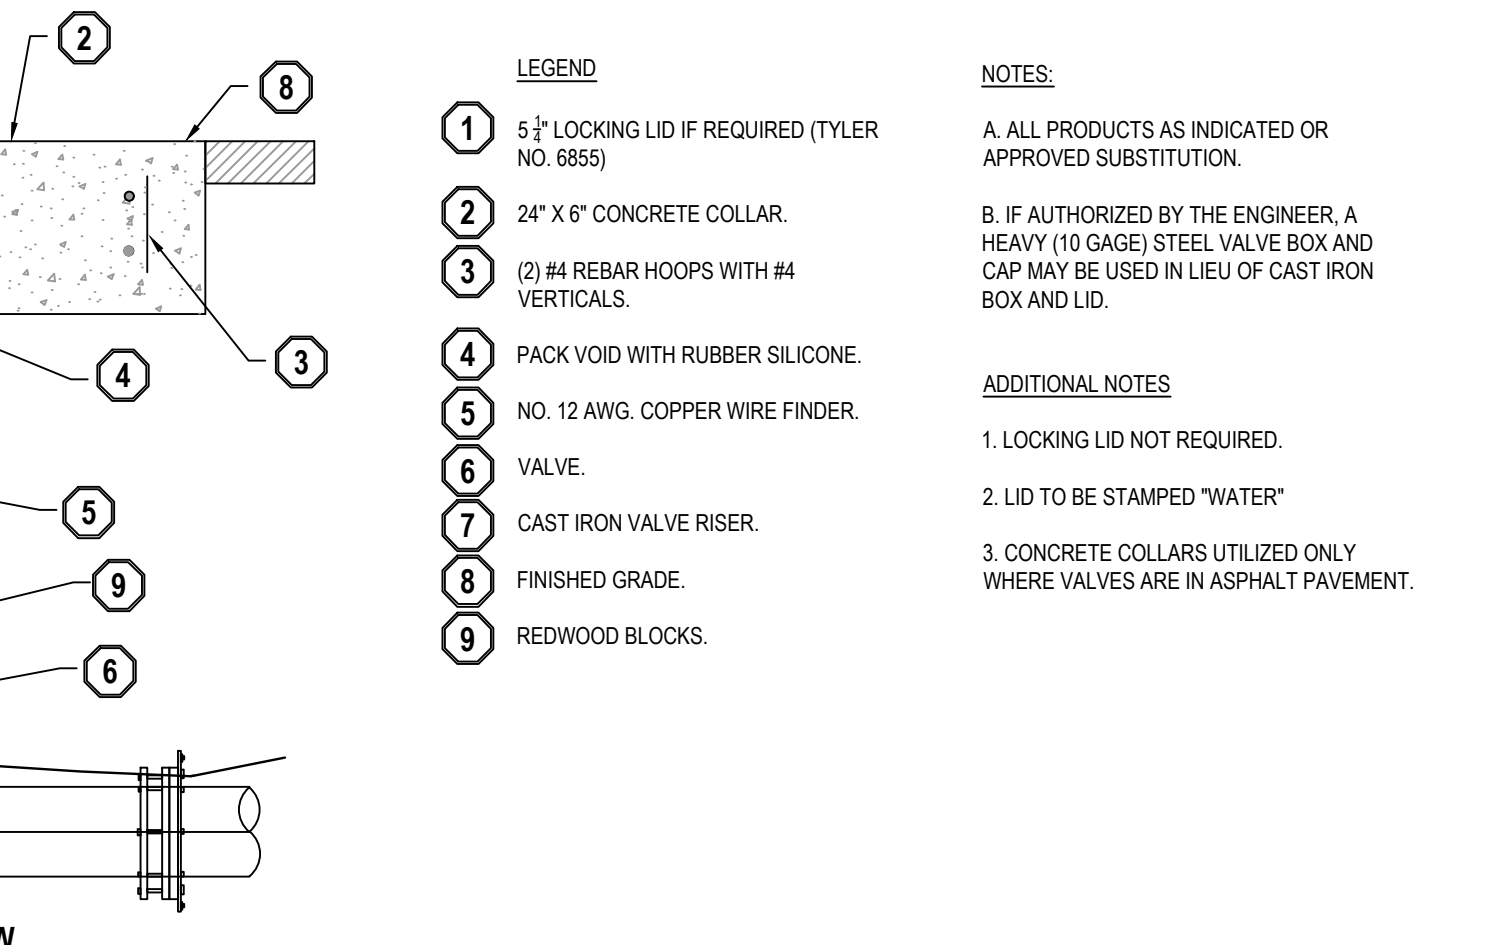 2
8
3
4
5
9
6
W
LEGEND
1 5 1/4" LOCKING LID IF REQUIRED (TYLER
NO. 6855)
2 24" X 6" CONCRETE COLLAR.
3 (2) #4 REBAR HOOPS WITH #4
VERTICALS.
4 PACK VOID WITH RUBBER SILICONE.
5 NO. 12 AWG. COPPER WIRE FINDER.
6 VALVE.
7 CAST IRON VALVE RISER.
8 FINISHED GRADE.
9 REDWOOD BLOCKS.
NOTES:
A. ALL PRODUCTS AS INDICATED OR
APPROVED SUBSTITUTION.
B. IF AUTHORIZED BY THE ENGINEER, A
HEAVY (10 GAGE) STEEL VALVE BOX AND
CAP MAY BE USED IN LIEU OF CAST IRON
BOX AND LID.
ADDITIONAL NOTES
1. LOCKING LID NOT REQUIRED.
2. LID TO BE STAMPED "WATER"
3. CONCRETE COLLARS UTILIZED ONLY
WHERE VALVES ARE IN ASPHALT PAVEMENT.